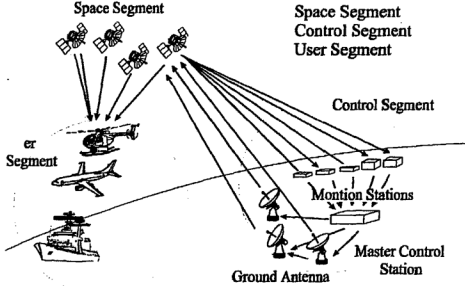 Space Segment
Space Segment
Control Segment
User Segment
Control Segment
er
Segment
Montion Stations
Master Control
Station
Ground Antenna